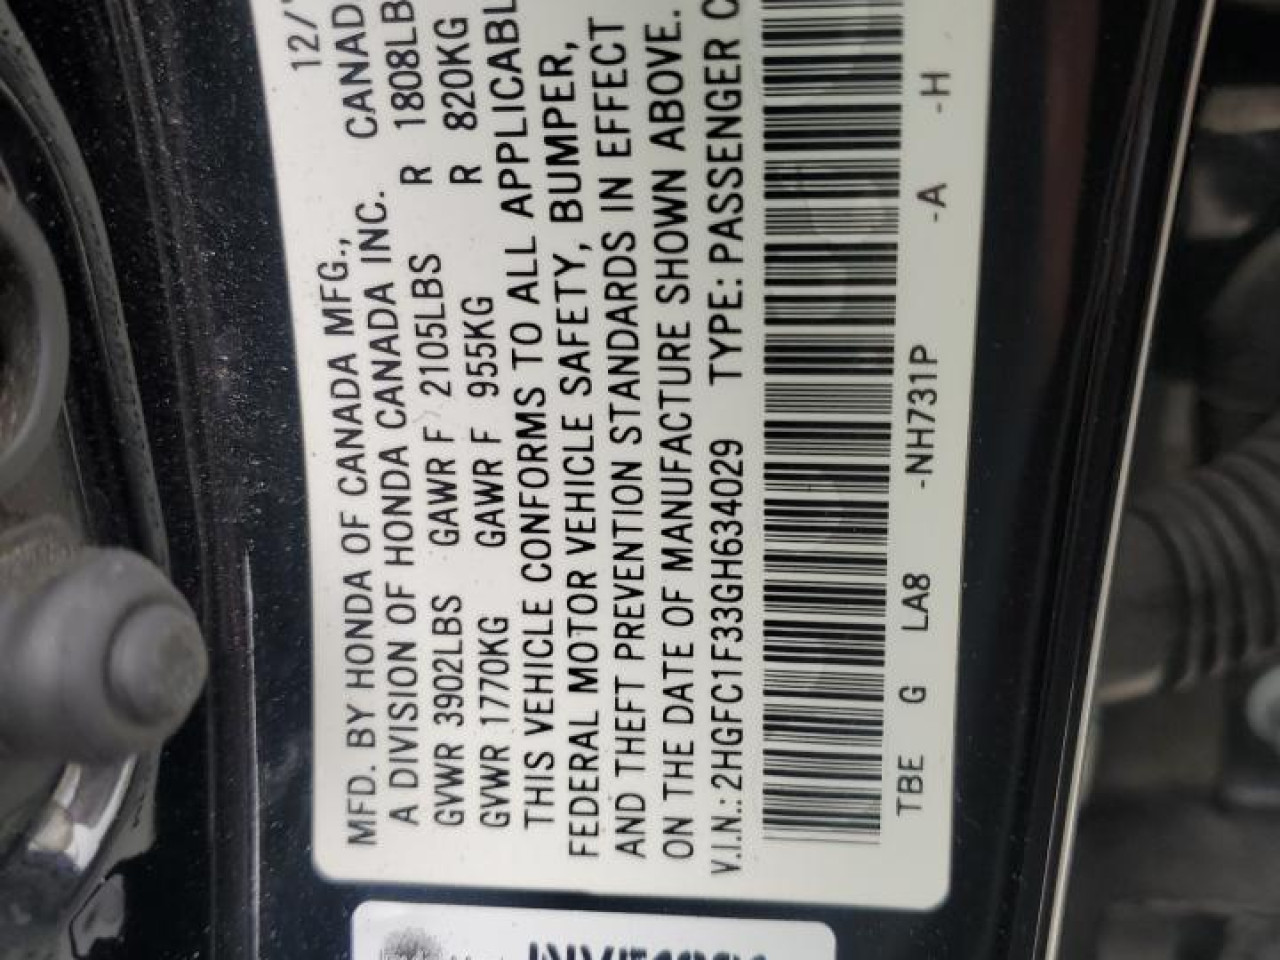 MFD. BY HONDA OF CANADA MFG., 12/
A DIVISION OF HONDA CANADA INC. CANAD
GVWR 3902LBS GAWR F 2105LBS R 1808LB
GVWR 1770KG GAWR F 955KG R 820KG
THIS VEHICLE CONFORMS TO ALL APPLICABL
FEDERAL MOTOR VEHICLE SAFETY, BUMPER,
AND THEFT PREVENTION STANDARDS IN EFFECT
ON THE DATE OF MANUFACTURE SHOWN ABOVE.
V.I.N.: 2HGFC1F33GH634029 TYPE: PASSENGER C
TBE G LA8 -NH731P -A -H